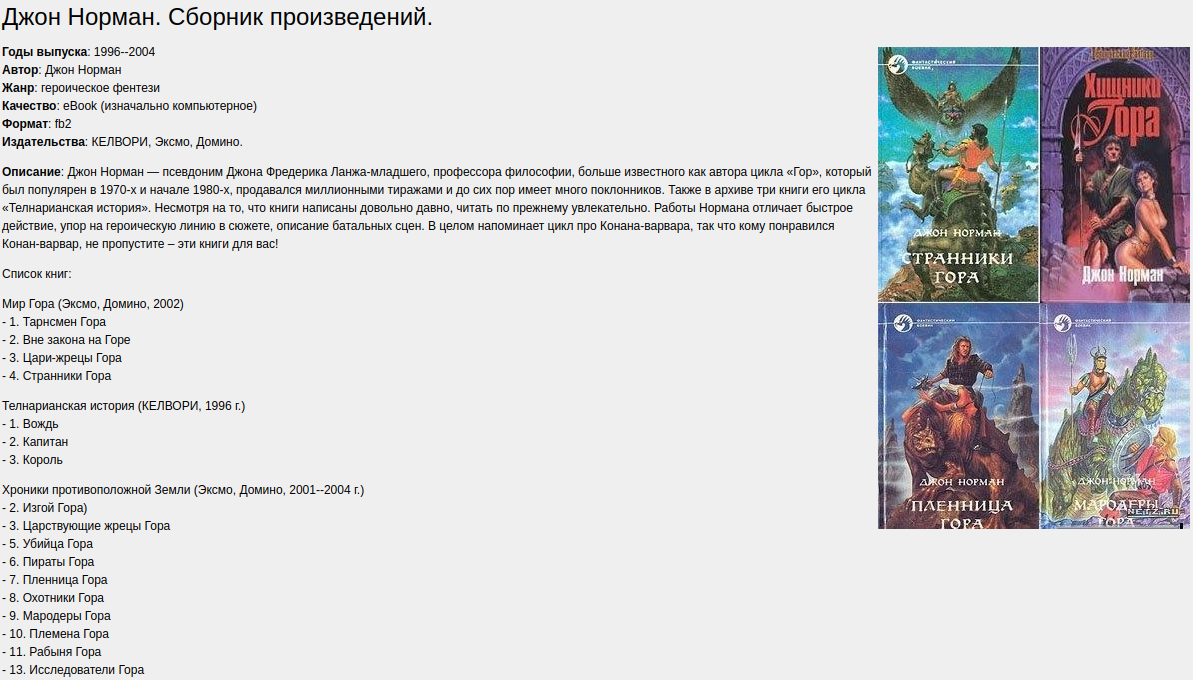 Джон Норман. Сборник произведений.
Годы выпуска: 1996--2004
Автор: Джон Норман
Жанр: героическое фентези
Качество: eBook (изначально компьютерное)
Формат: fb2
Издательства: КЕЛВОРИ, Эксмо, Домино.
Описание: Джон Норман — псевдоним Джона Фредерика Ланжа-младшего, профессора философии, больше известного как автора цикла «Гор», который
был популярен в 1970-х и начале 1980-х, продавался миллионными тиражами и до сих пор имеет много поклонников. Также в архиве три книги его цикла
«Телнарианская история». Несмотря на то, что книги написаны довольно давно, читать по прежнему увлекательно. Работы Нормана отличает быстрое
действие, упор на героическую линию в сюжете, описание батальных сцен. В целом напоминает цикл про Конана-варвара, так что кому понравился
Конан-варвар, не пропустите – эти книги для вас!
Список книг:
Мир Гора (Эксмо, Домино, 2002)
- 1. Тарнсмен Гора
- 2. Вне закона на Горе
- 3. Цари-жрецы Гора
- 4. Странники Гора
Телнарианская история (КЕЛВОРИ, 1996 г.)
- 1. Вождь
- 2. Капитан
- 3. Король
Хроники противоположной Земли (Эксмо, Домино, 2001--2004 г.)
- 2. Изгой Гора)
- 3. Царствующие жрецы Гора
- 5. Убийца Гора
- 6. Пираты Гора
- 7. Пленница Гора
- 8. Охотники Гора
- 9. Мародеры Гора
- 10. Племена Гора
- 11. Рабыня Гора
- 13. Исследователи Гора
ФАНТАСТИЧЕСКИЙ
БОЕВИК
ДЖОН НОРМАН
СТРАННИКИ
ГОРА
Хищники
Гора
Джон Норман
ФАНТАСТИЧЕСКИЙ
БОЕВИК
ДЖОН НОРМАН
ПЛЕННИЦА
ГОРА
ФАНТАСТИЧЕСКИЙ
БОЕВИК
ДЖОН НОРМАН
МАРОДЕРЫ
ГОРА